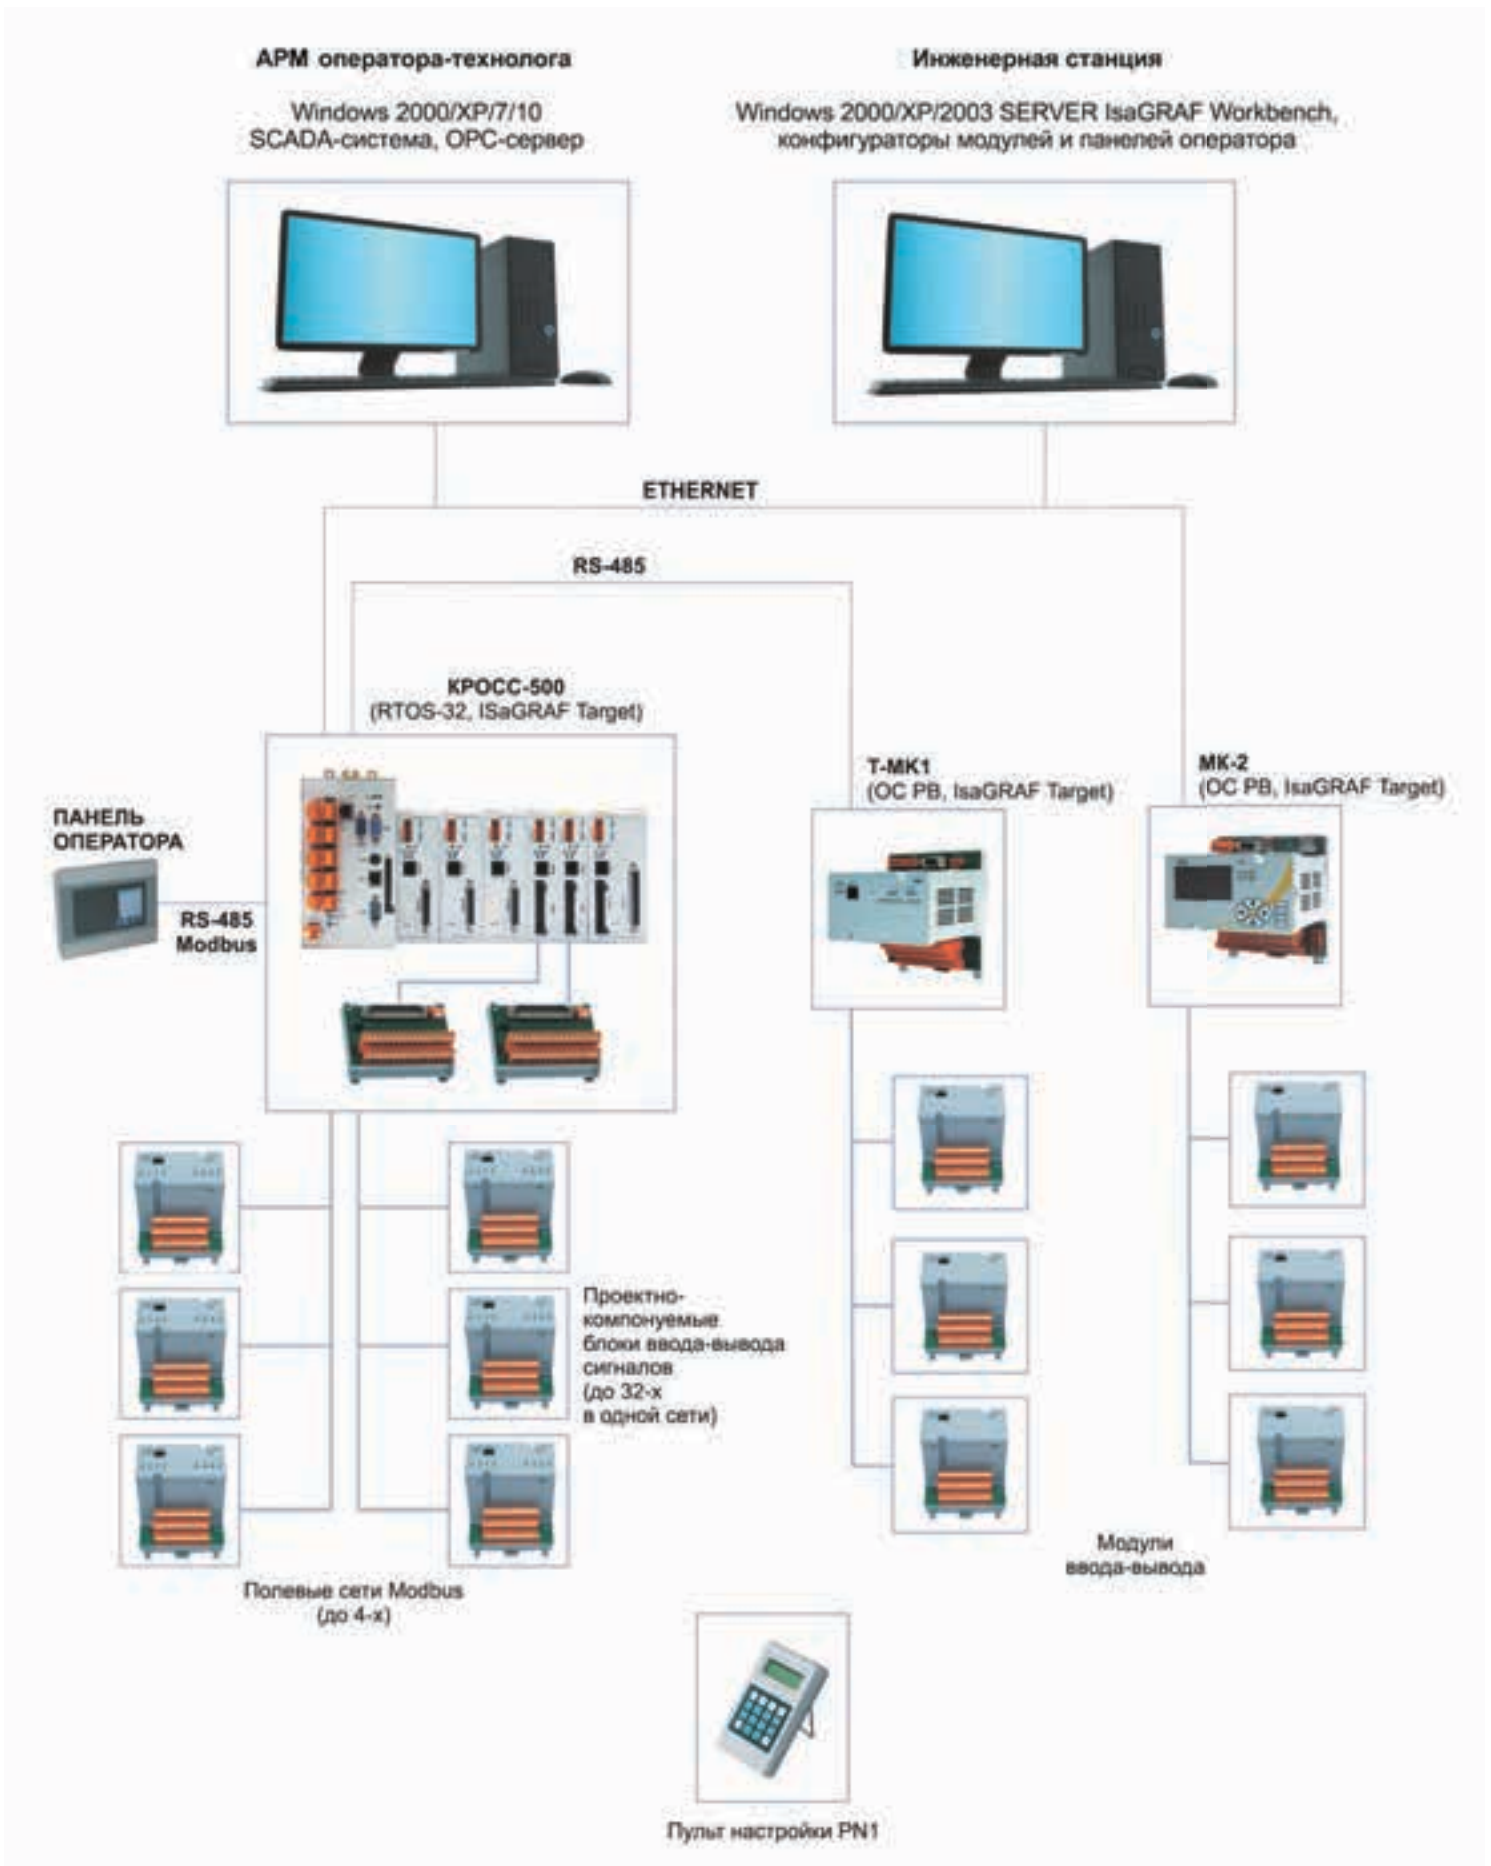 АРМ оператора-технолога
Windows 2000/XP/7/10
SCADA-система, OPC-сервер
Инженерная станция
Windows 2000/XP/2003 SERVER IsaGRAF Workbench,
конфигураторы модулей и панелей оператора
ETHERNET
RS-485
КРОСС-500
(RTOS-32, ISaGRAF Target)
Т-МК1
(ОС РВ, IsaGRAF Target)
МК-2
(ОС РВ, IsaGRAF Target)
ПАНЕЛЬ
ОПЕРАТОРА
RS-485
Modbus
Проектно-
компонуемые
блоки ввода-вывода
сигналов
(до 32-х
в одной сети)
Полевые сети Modbus
(до 4-х)
Модули
ввода-вывода
Пульт настройки PN1